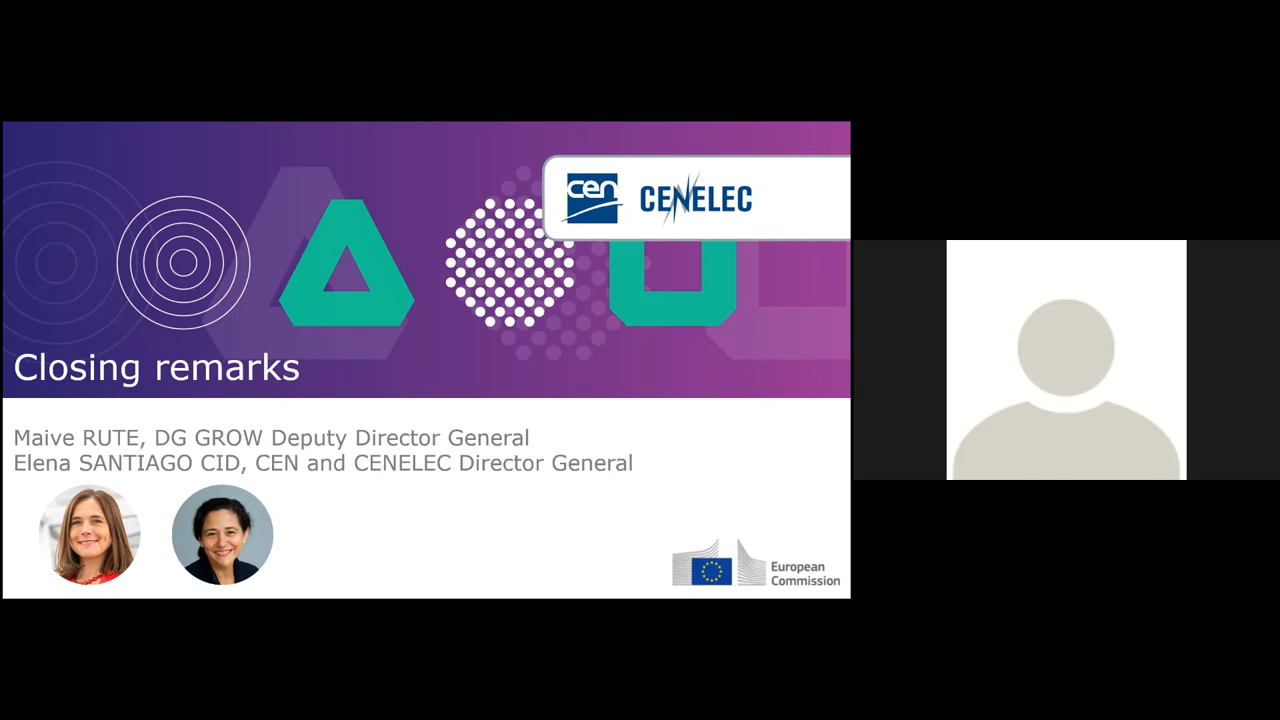 cen
CENELEC
Closing remarks
Maive RUTE, DG GROW Deputy Director General
Elena SANTIAGO CID, CEN and CENELEC Director General
European
Commission